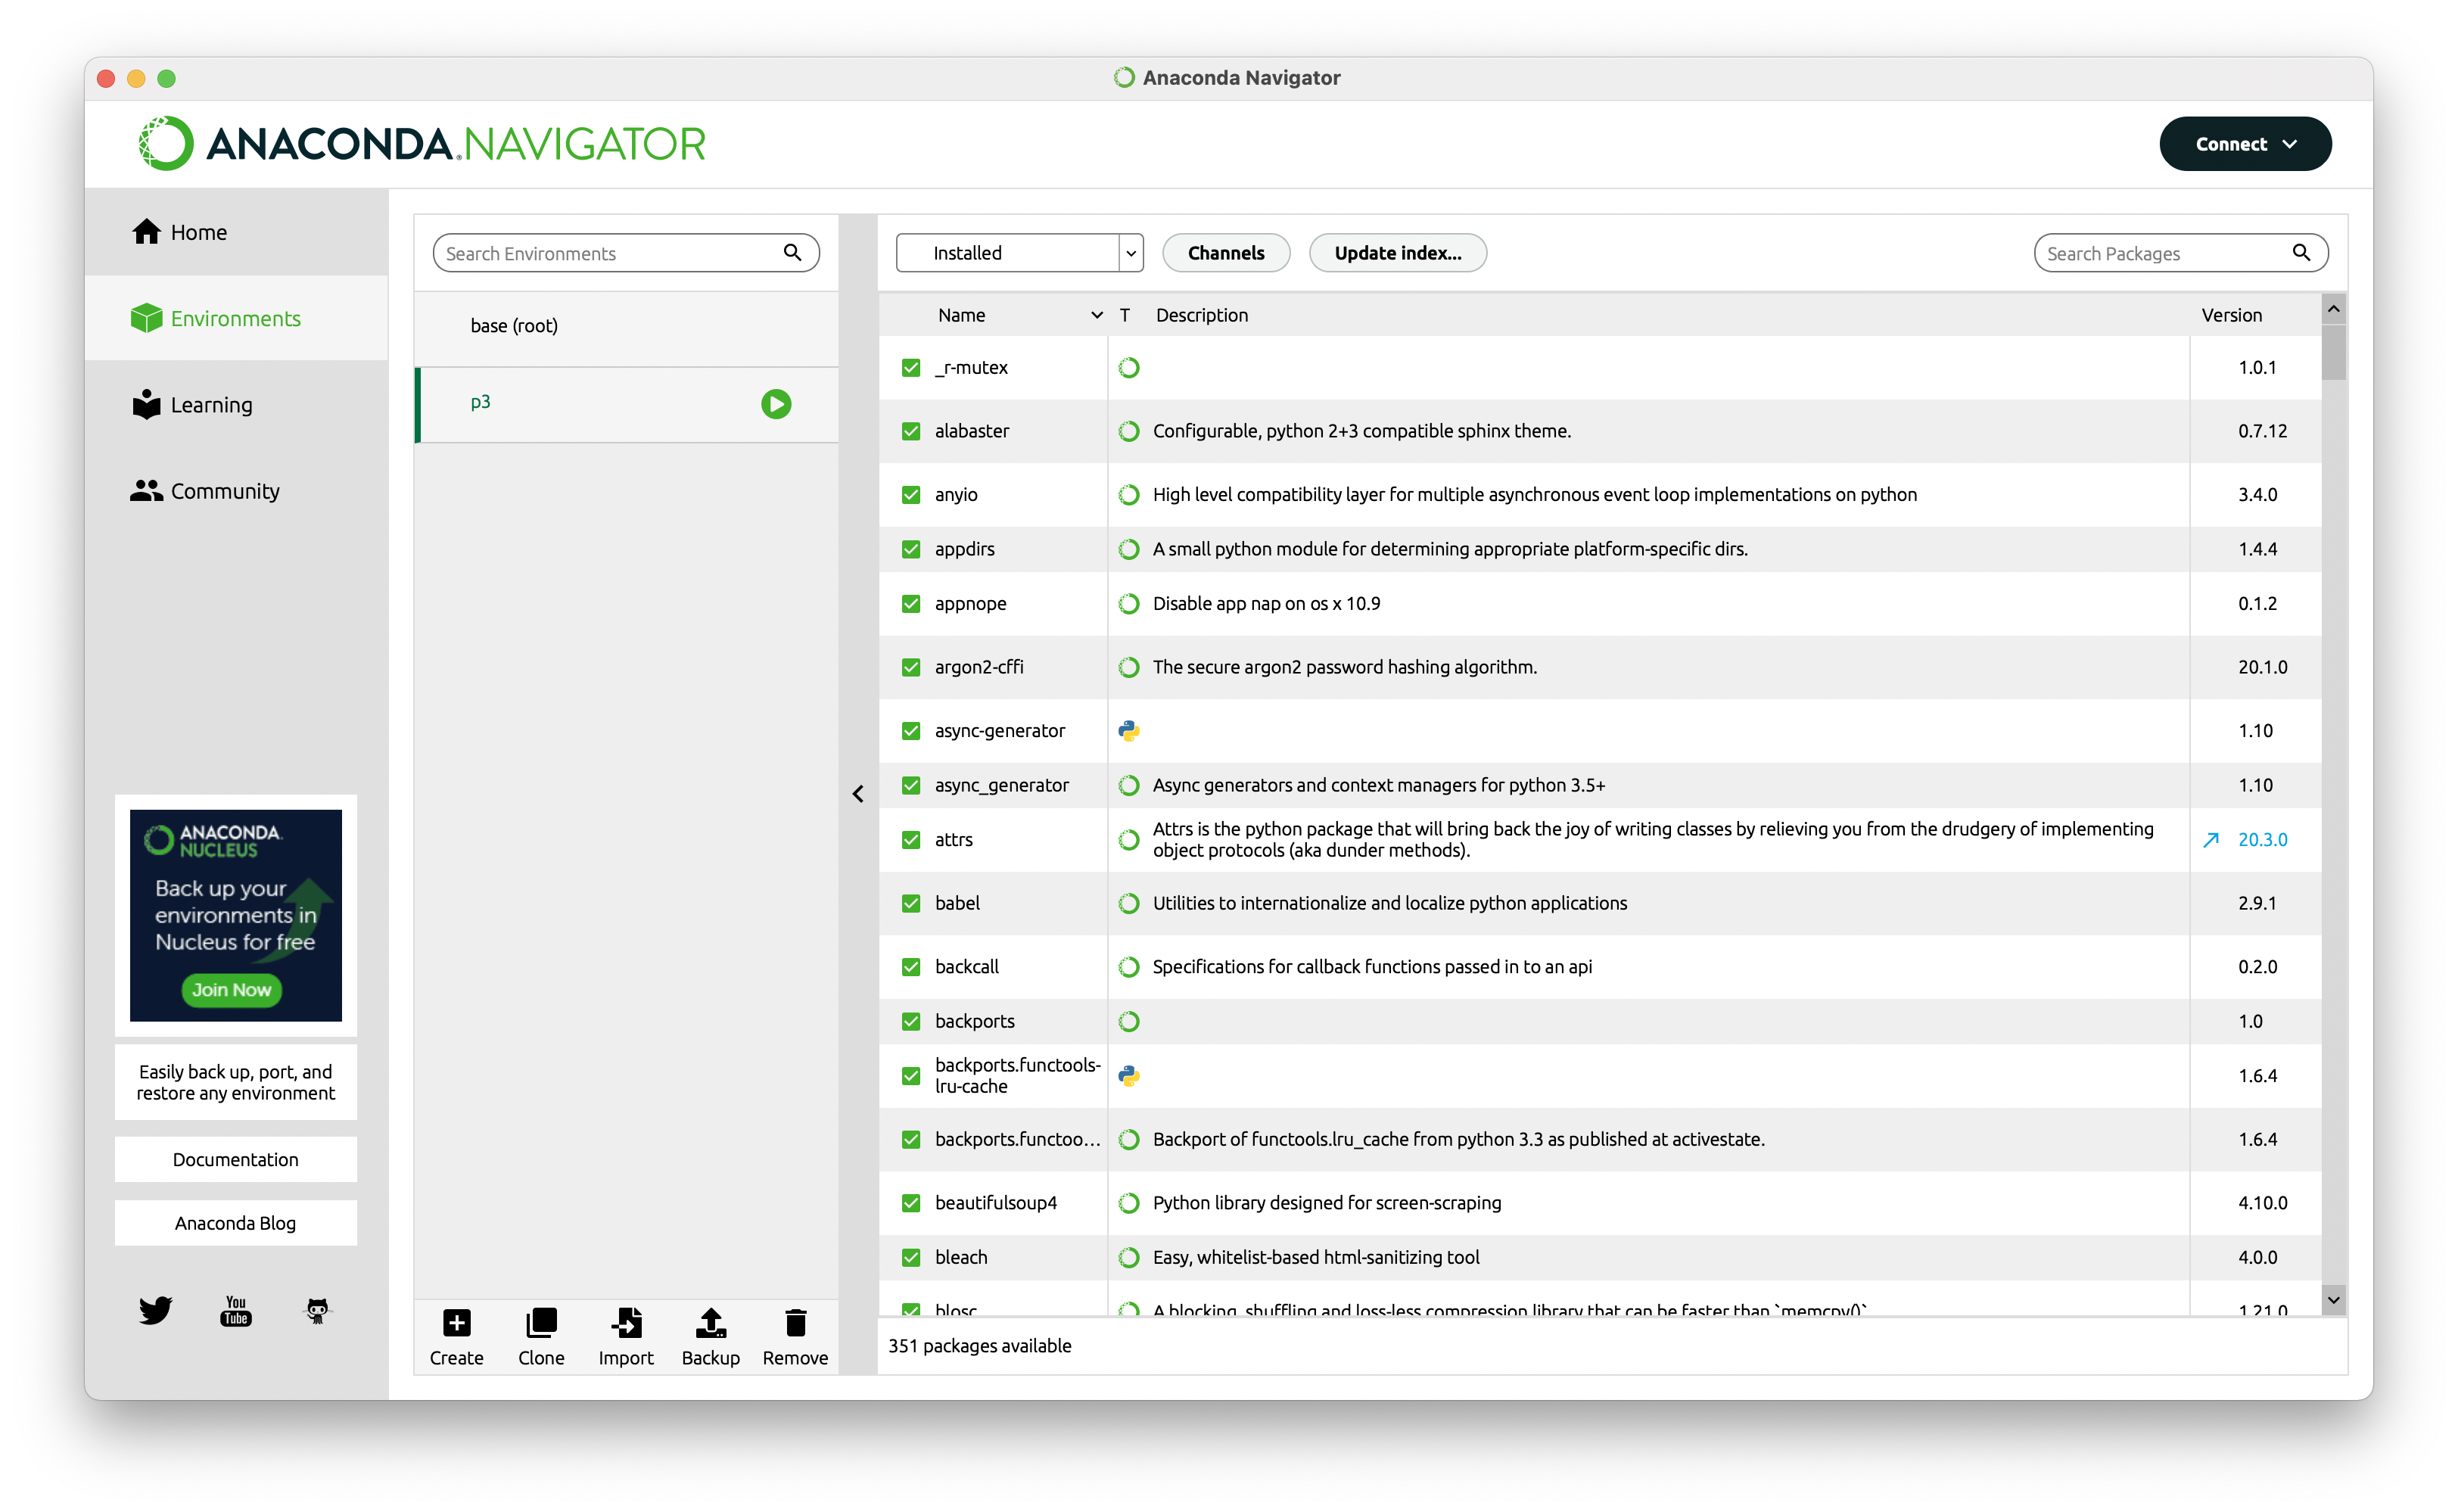 Anaconda Navigator
ANACONDA.NAVIGATOR
Connect
Home
Environments
Learning
Community
ANACONDA.
NUCLEUS
Back up your
environments in
Nucleus for free
Join Now
Easily back up, port, and
restore any environment
Documentation
Anaconda Blog
You
Tube
Search Environments
base (root)
p3
Create Clone Import Backup Remove
Installed Channels Update index... Search Packages
Name T Description Version
_r-mutex 1.0.1
alabaster Configurable, python 2+3 compatible sphinx theme. 0.7.12
anyio High level compatibility layer for multiple asynchronous event loop implementations on python 3.4.0
appdirs A small python module for determining appropriate platform-specific dirs. 1.4.4
appnope Disable app nap on os x 10.9 0.1.2
argon2-cffi The secure argon2 password hashing algorithm. 20.1.0
async-generator 1.10
async_generator Async generators and context managers for python 3.5+ 1.10
attrs Attrs is the python package that will bring back the joy of writing classes by relieving you from the drudgery of implementing
object protocols (aka dunder methods). 20.3.0
babel Utilities to internationalize and localize python applications 2.9.1
backcall Specifications for callback functions passed in to an api 0.2.0
backports 1.0
backports.functools-
lru-cache 1.6.4
backports.functoo... Backport of functools.lru_cache from python 3.3 as published at activestate. 1.6.4
beautifulsoup4 Python library designed for screen-scraping 4.10.0
bleach Easy, whitelist-based html-sanitizing tool 4.0.0
blosc A blocking, shuffling and loss-less compression library that can be faster than `memcpy()` 1.21.0
351 packages available